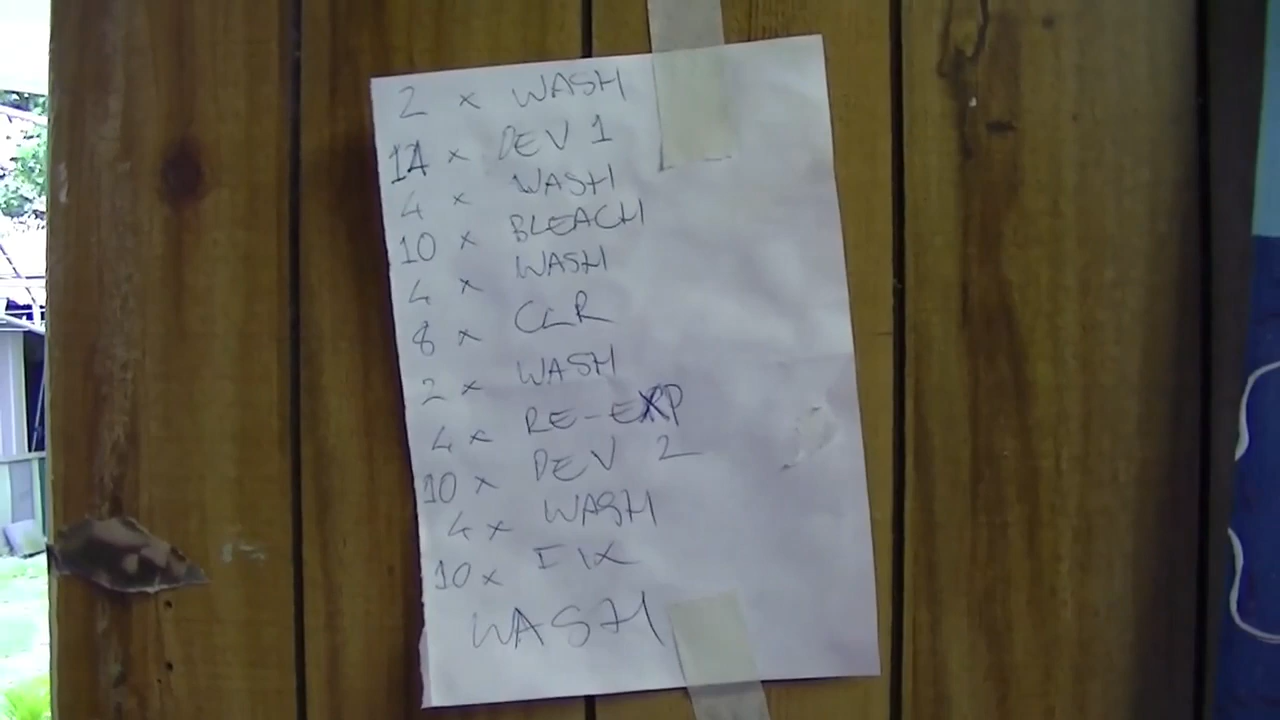 2 x WASH
14 x DEV 1
4 x WASH
10 x BLEACH
4 x WASH
8 x CLR
2 x WASH
4 x RE-EXP
10 x DEV 2
4 x WASH
10 x FIX
WASH